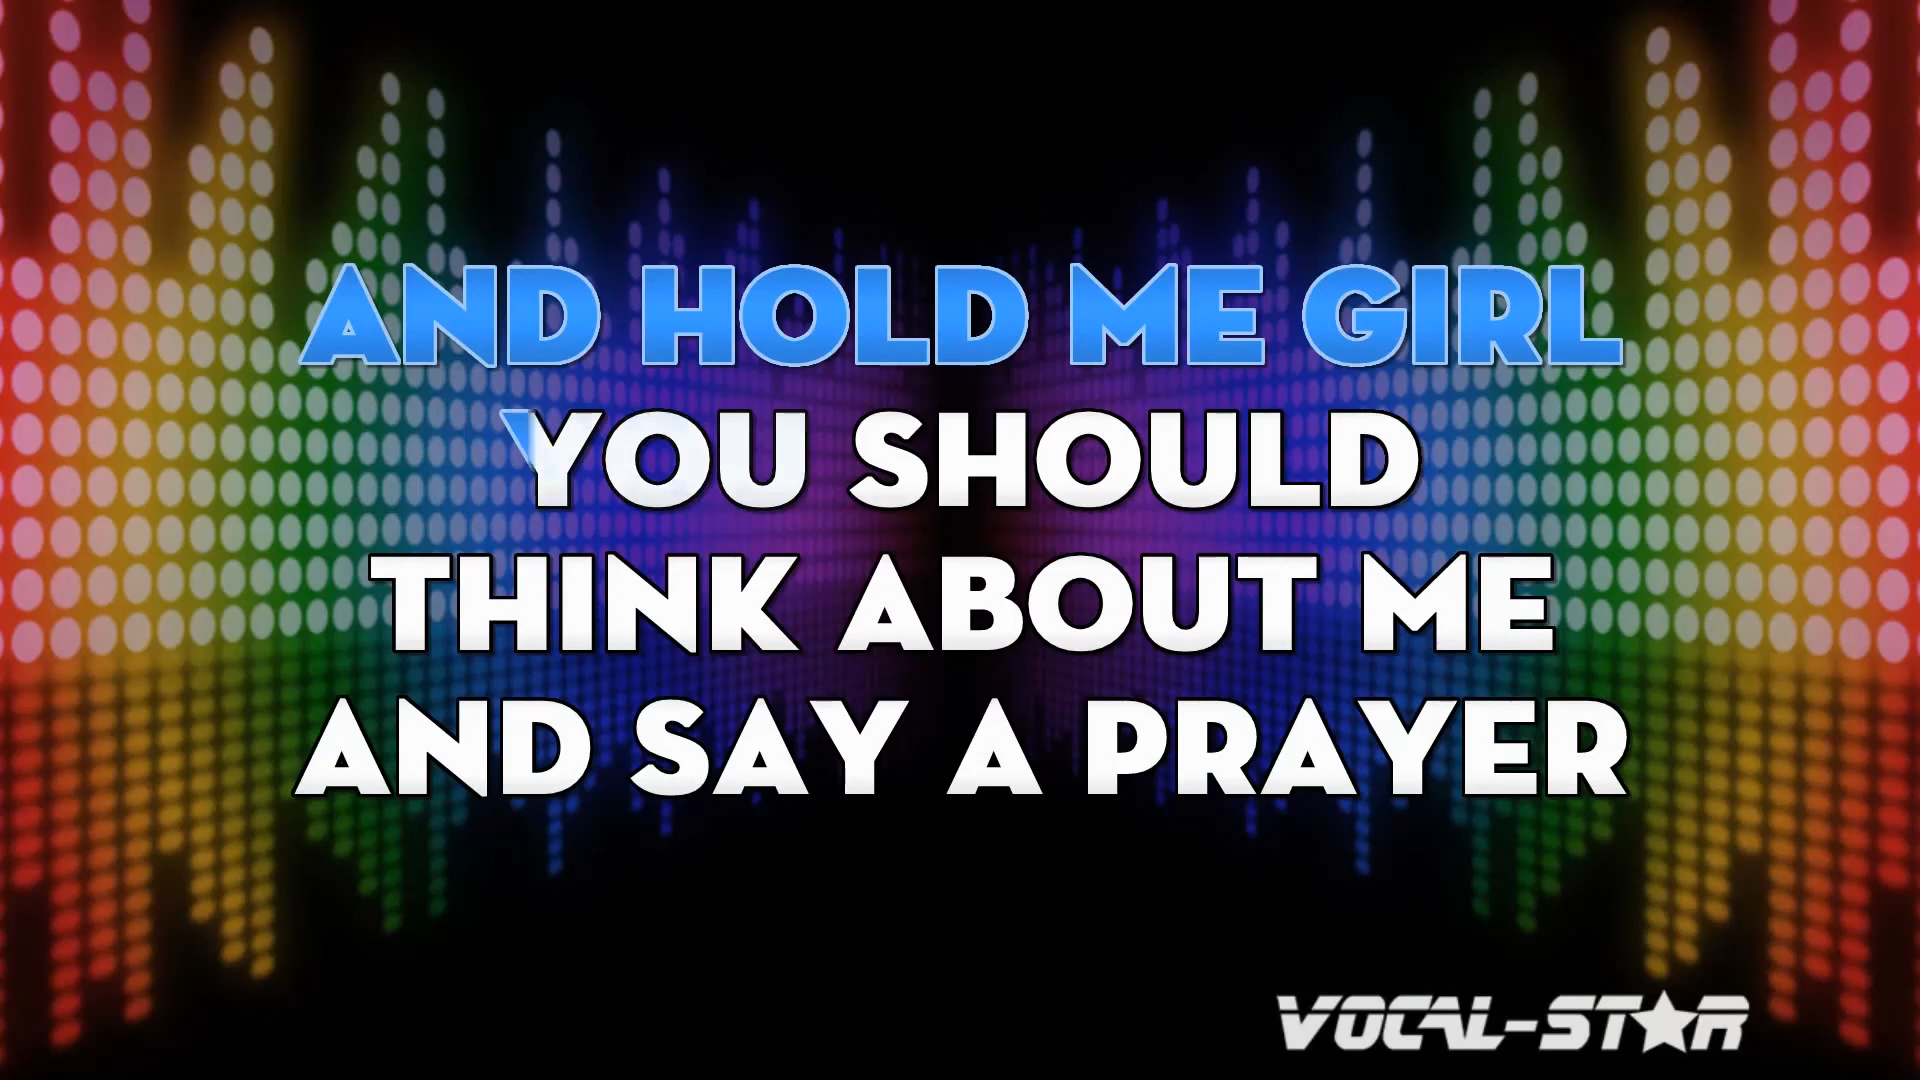 AND HOLD ME GIRL
YOU SHOULD
THINK ABOUT ME
AND SAY A PRAYER
VOCAL-STAR